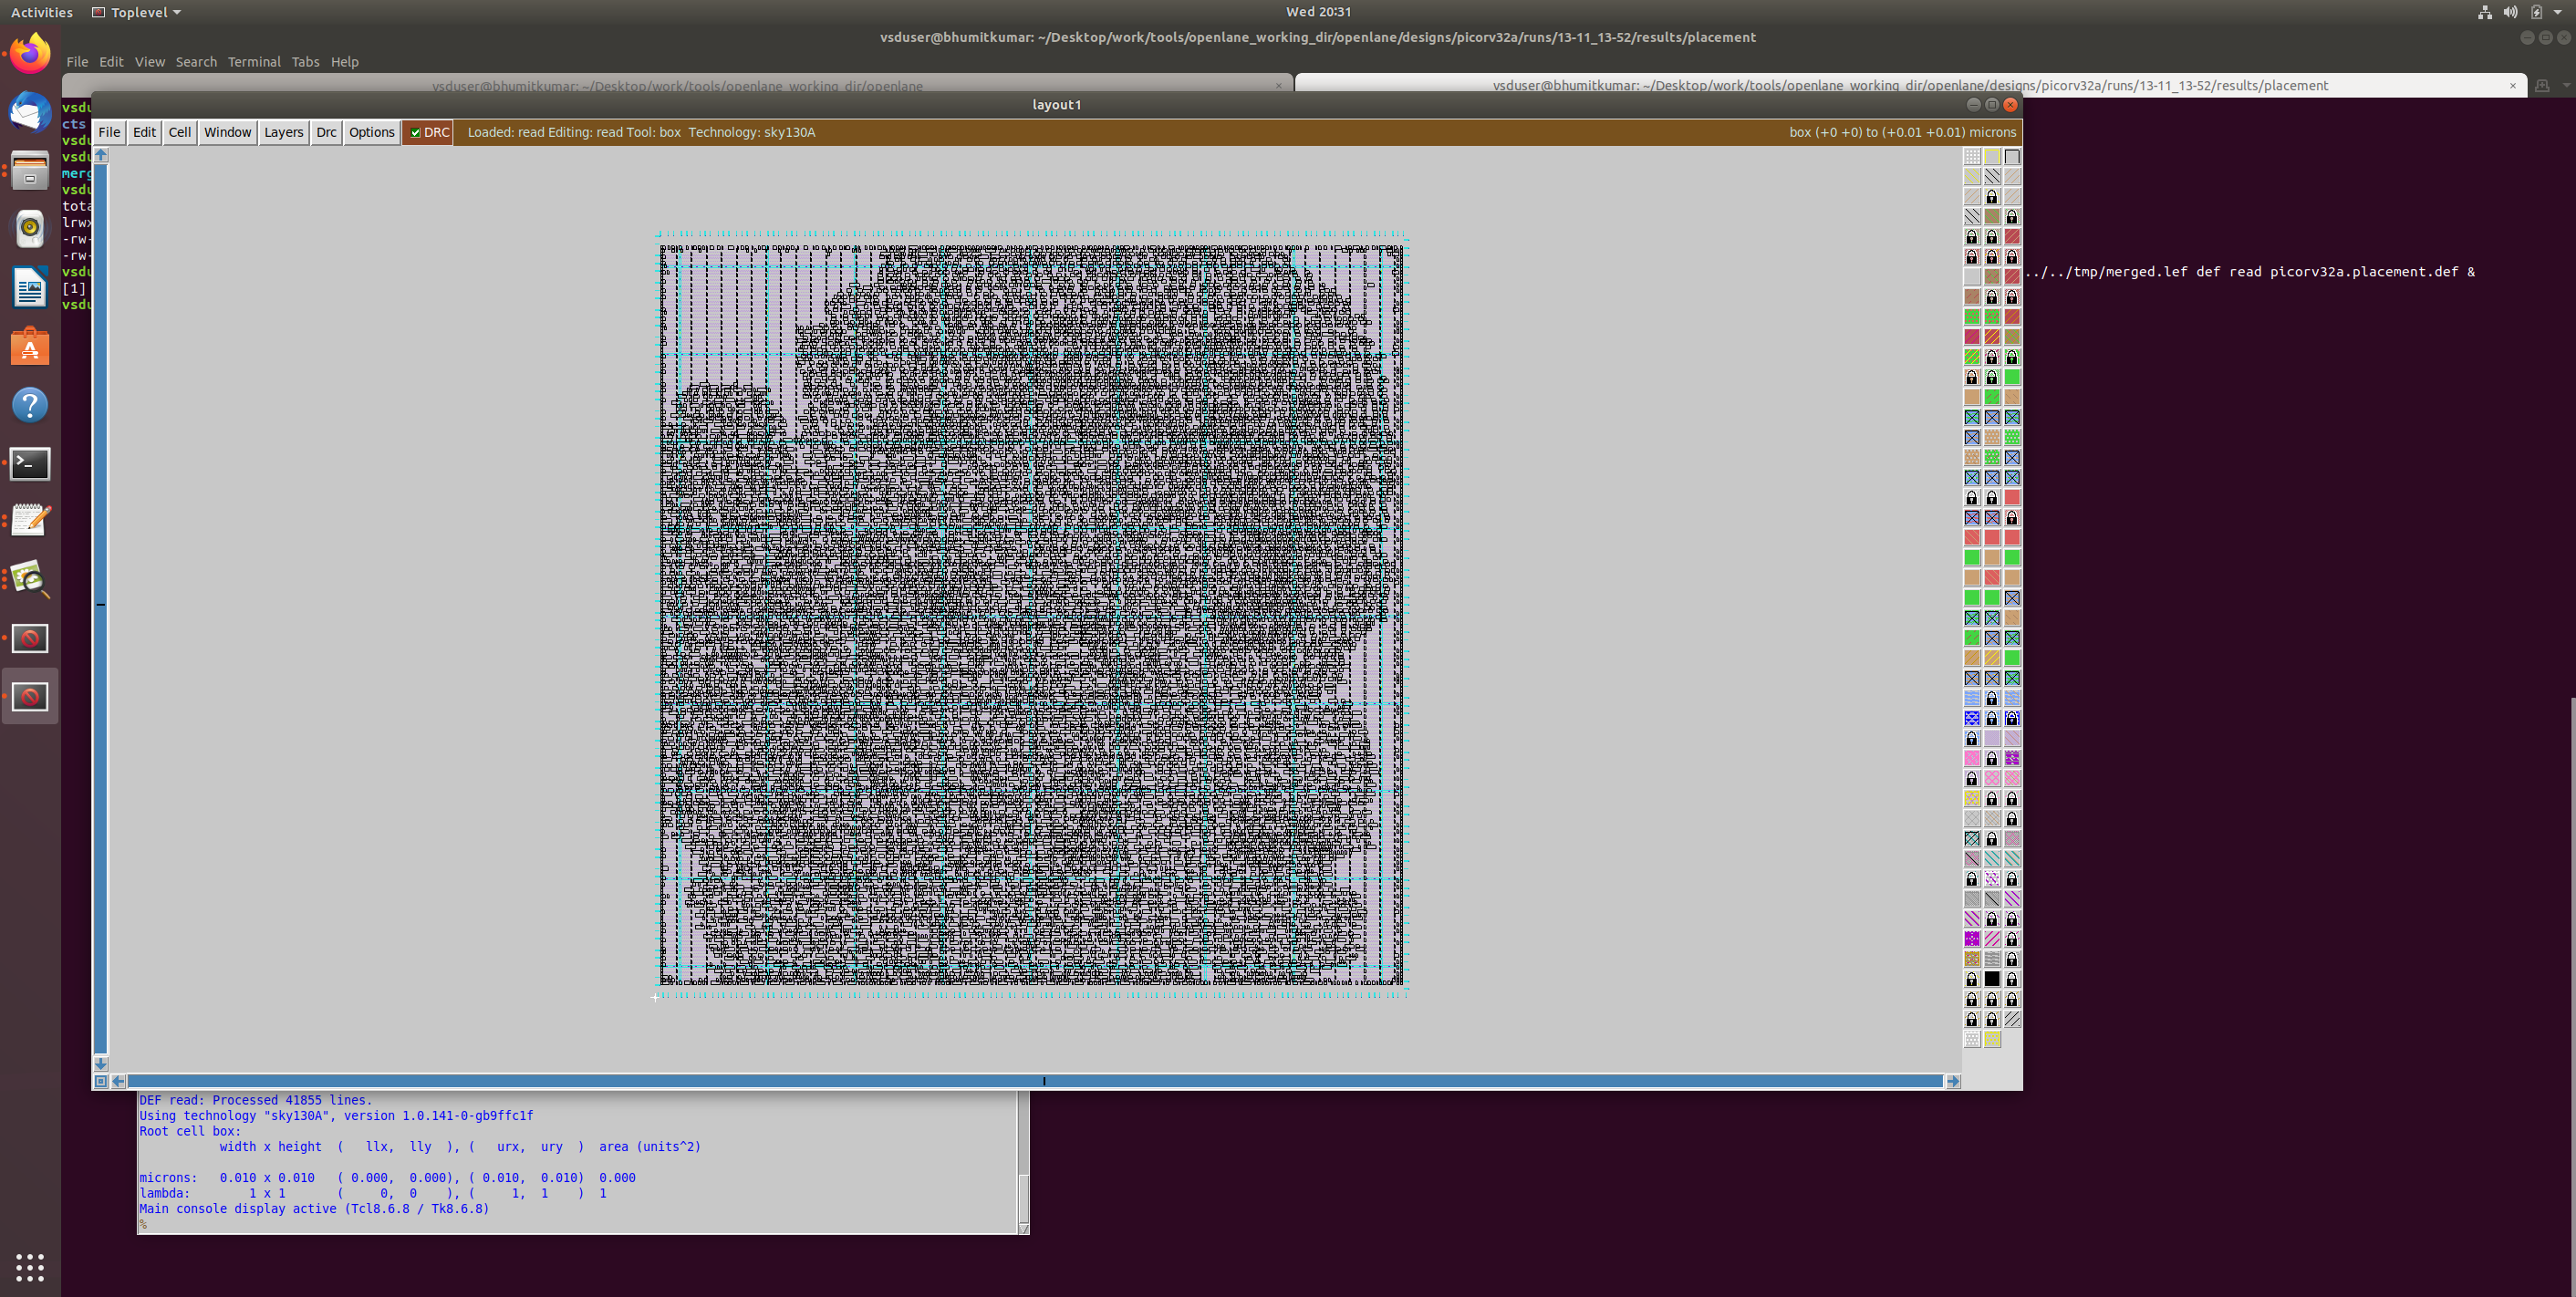 Activities Toplevel Wed 20:31
vsduser@bhumitkumar: ~/Desktop/work/tools/openlane_working_dir/openlane/designs/picorv32a/runs/13-11_13-52/results/placement
File Edit View Search Terminal Tabs Help
vsduser@bhumitkumar: ~/Desktop/work/tools/openlane_working_dir/openlane × vsduser@bhumitkumar: ~/Desktop/work/tools/openlane_working_dir/openlane/designs/picorv32a/runs/13-11_13-52/results/placement ×
layout1
File Edit Cell Window Layers Drc Options DRC Loaded: read Editing: read Tool: box Technology: sky130A box (+0 +0) to (+0.01 +0.01) microns
vsdu
cts
vsdu
vsdu
merg
vsdu
tota
lrwx
-rw-
-rw-
vsdu ../../tmp/merged.lef def read picorv32a.placement.def &
[1]
vsdu
DEF read: Processed 41855 lines.
Using technology "sky130A", version 1.0.141-0-gb9ffc1f
Root cell box:
width x height ( llx, lly ), ( urx, ury ) area (units^2)
microns: 0.010 x 0.010 ( 0.000, 0.000), ( 0.010, 0.010) 0.000
lambda: 1 x 1 ( 0, 0 ), ( 1, 1 ) 1
Main console display active (Tcl8.6.8 / Tk8.6.8)
%